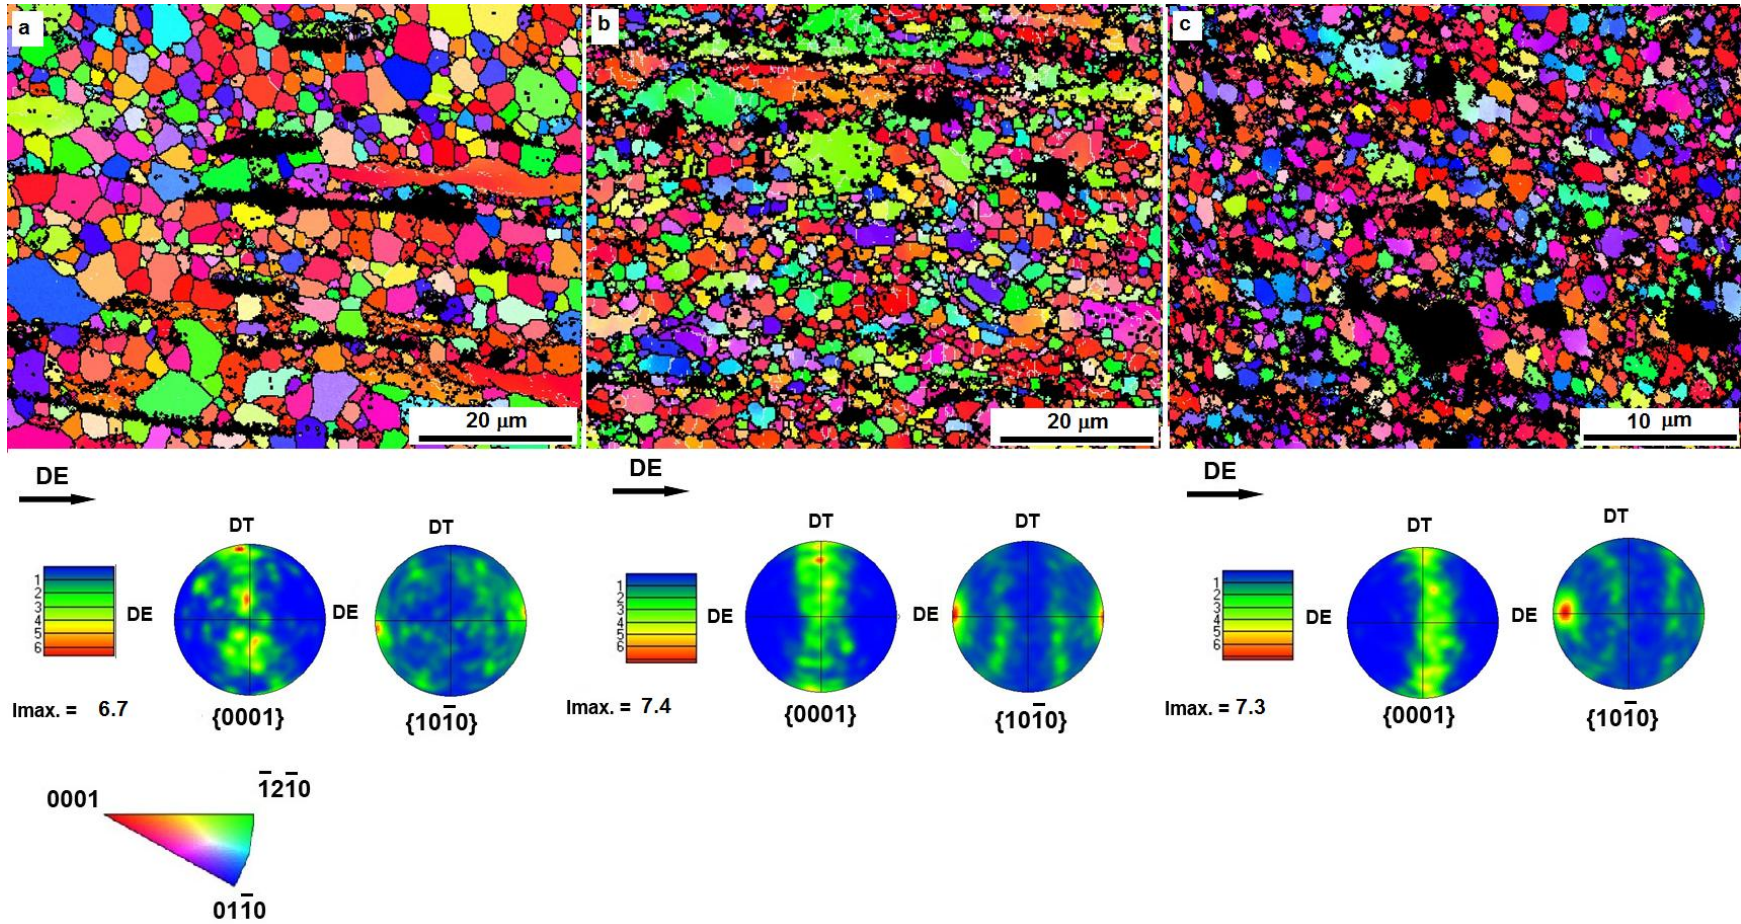 a
b
c
20 μm
20 μm
10 μm
DE
DE
DE
DT
DT
DT
DT
DT
DT
1
2
3
4
5
6
DE
DE
1
2
3
4
5
6
DE
DE
1
2
3
4
5
6
DE
DE
Imax. = 6.7
{0001}
{101̄0}
Imax. = 7.4
{0001}
{101̄0}
Imax. = 7.3
{0001}
{101̄0}
0001
1̄21̄0
011̄0